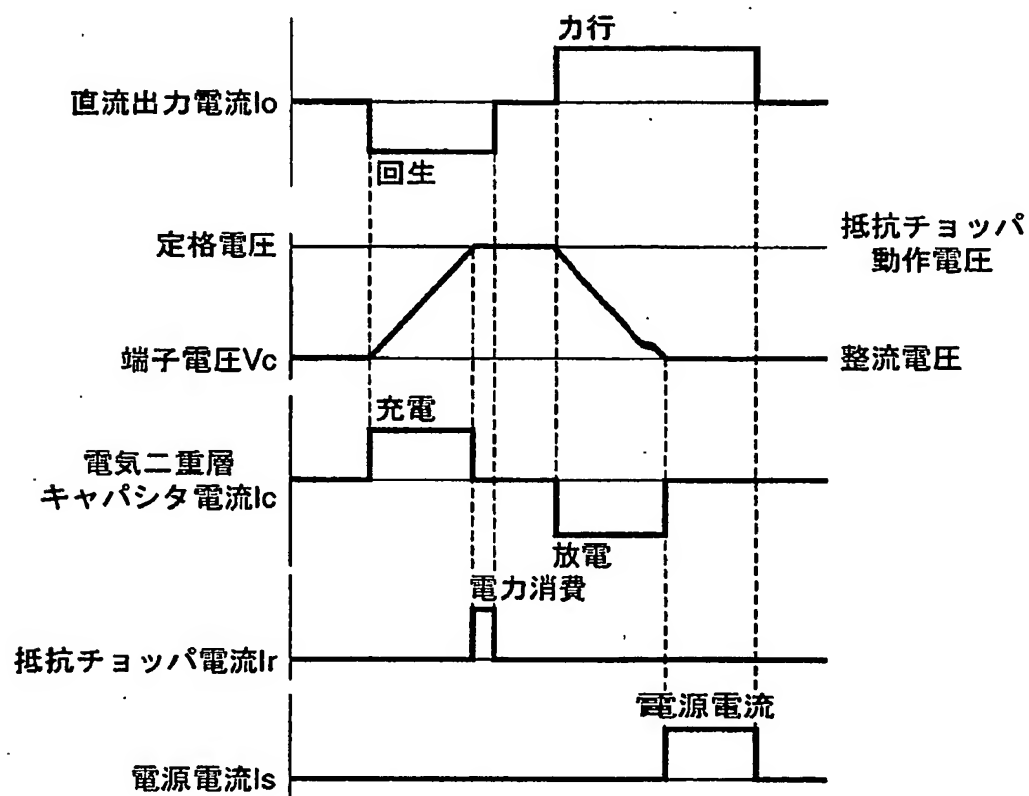 力行
直流出力電流Io
回生
定格電圧
抵抗チョッパ
動作電圧
端子電圧Vc
整流電圧
充電
電気二重層
キャパシタ電流Ic
放電
電力消費
抵抗チョッパ電流Ir
電源電流
電源電流Is